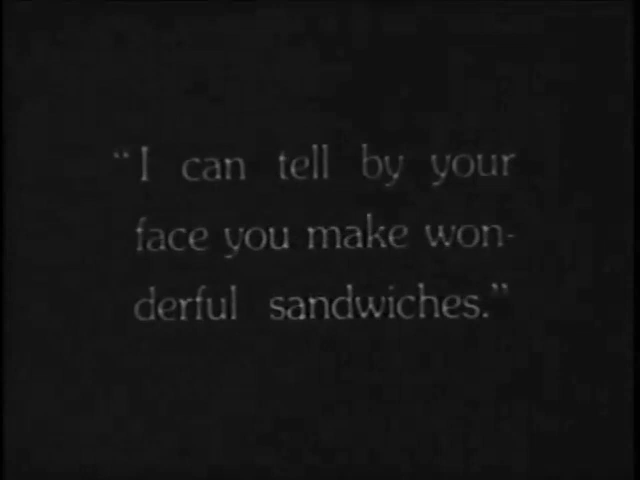 “I can tell by your
face you make won-
derful sandwiches.”